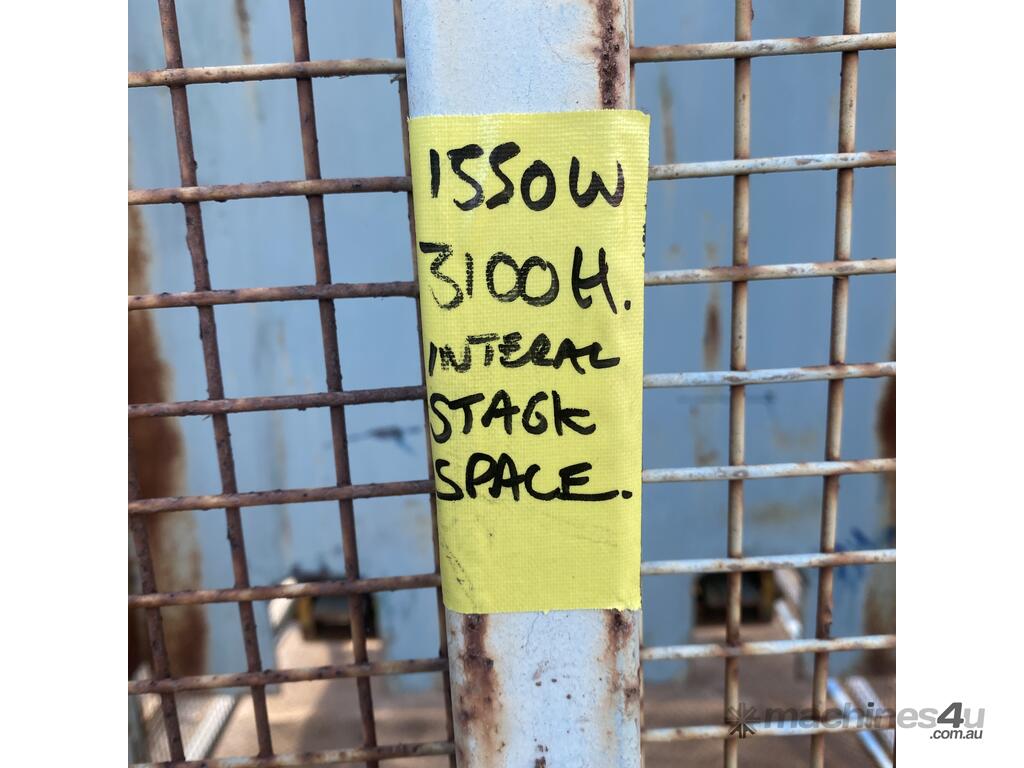 1550W
3100H.
INTERAL
STACK
SPACE.
machines4u
.com.au